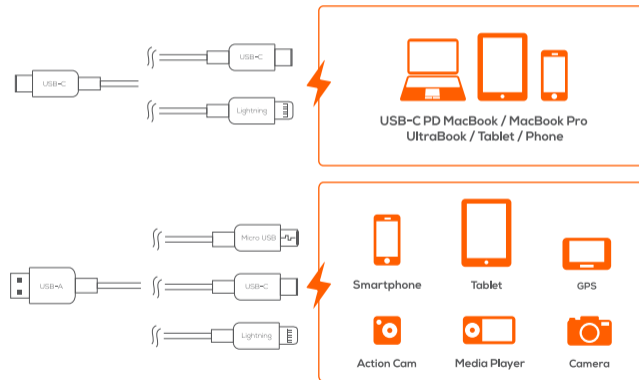 USB-C
USB-C
Lightning
USB-C PD MacBook / MacBook Pro
UltraBook / Tablet / Phone
USB-A
Micro USB
USB-C
Lightning
Smartphone
Tablet
GPS
Action Cam
Media Player
Camera